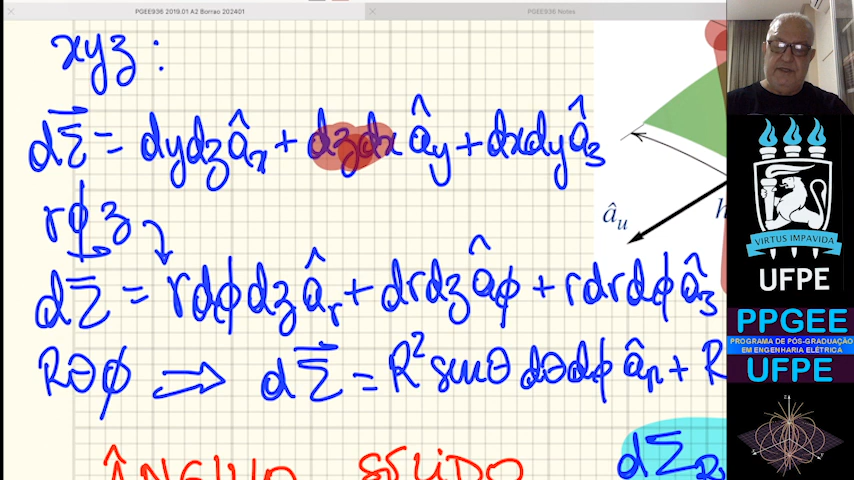 PGEE936 2019.01 A2 Borrao 202401
PGEE936 Notes
xyz:
dΣ⃗ = dydz âx + dzdx ây + dxdy âz
rϕz
dΣ̄ = rdϕdz âr + drdz âϕ + rdrdϕ âz
Rθϕ ⟹ dΣ⃗ = R² senθ dθdϕ âR + R
ÂNGULO SÓLIDO
dΣR
âu
h
VIRTUS IMPAVIDA
UFPE
PPGEE
PROGRAMA DE PÓS-GRADUAÇÃO
EM ENGENHARIA ELÉTRICA
UFPE